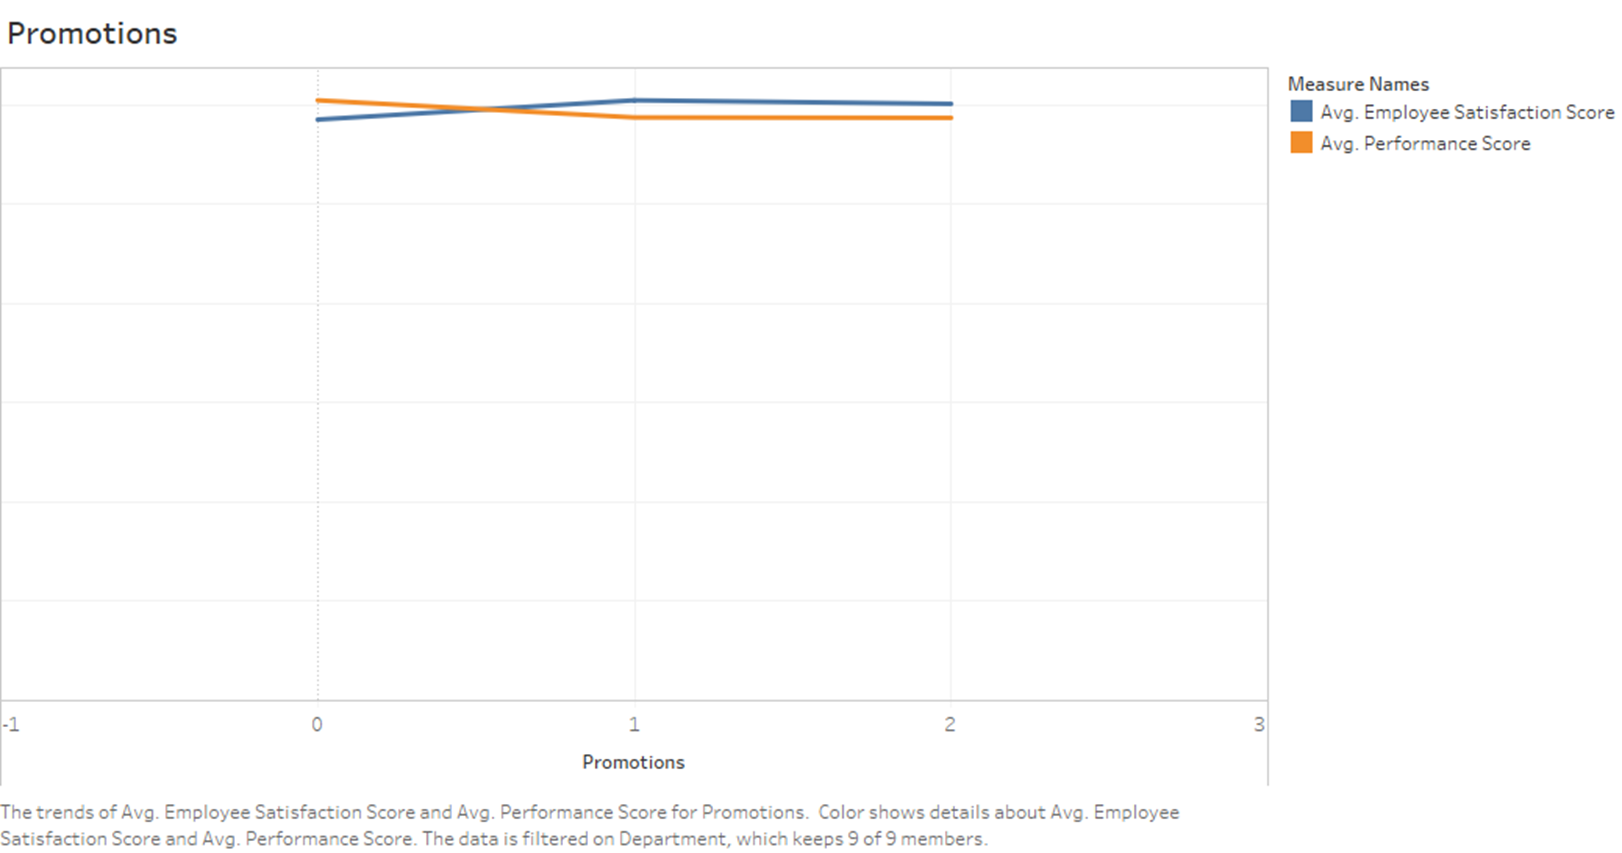 Promotions
Measure Names
Avg. Employee Satisfaction Score
Avg. Performance Score
-1 0 1 2 3
Promotions
The trends of Avg. Employee Satisfaction Score and Avg. Performance Score for Promotions.  Color shows details about Avg. Employee
Satisfaction Score and Avg. Performance Score. The data is filtered on Department, which keeps 9 of 9 members.